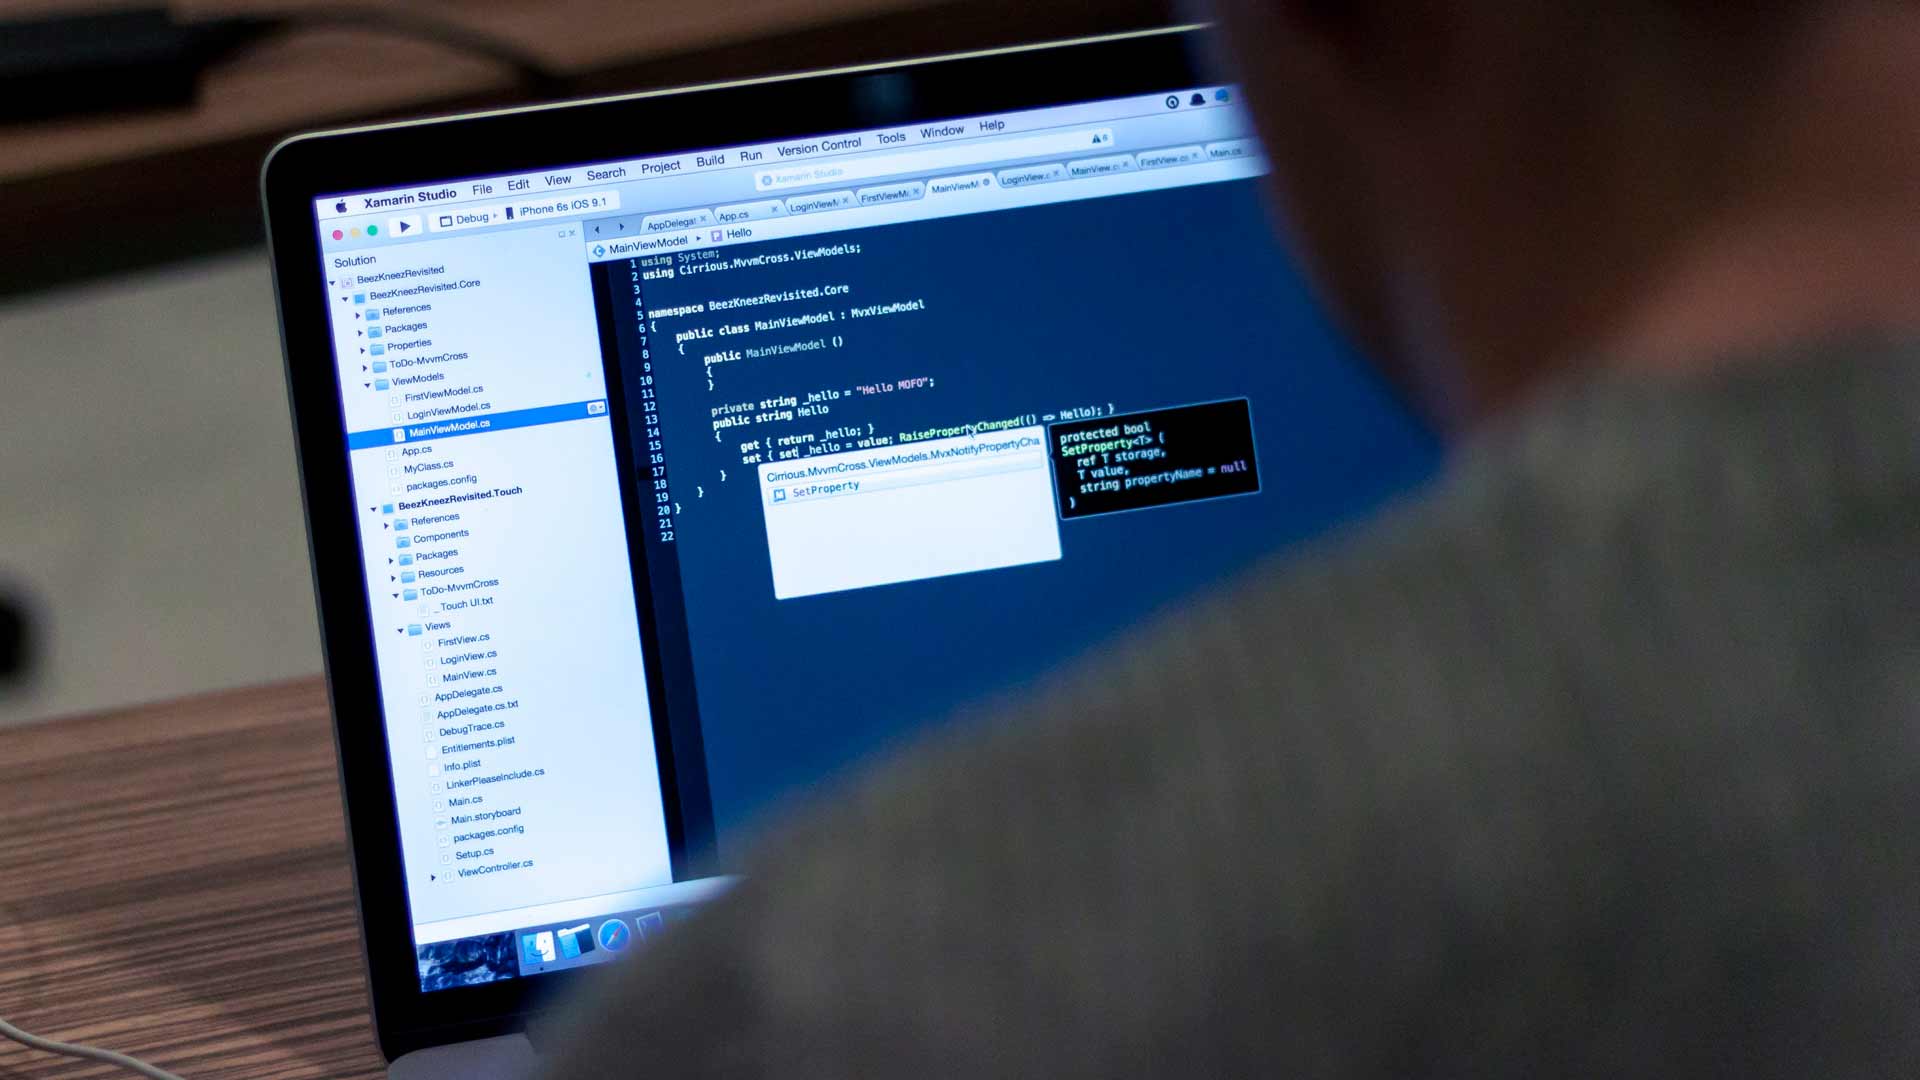 Xamarin Studio File Edit View Search Project Build Run Version Control Tools Window Help
Debug iPhone 6s iOS 9.1
Xamarin Studio
6
AppDelegat App.cs LoginViewM FirstViewM MainViewM LoginView.c MainView.c FirstView.cs Main.cs
MainViewModel Hello
Solution
BeezKneezRevisited
BeezKneezRevisited.Core
References
Packages
Properties
ToDo-MvvmCross
ViewModels
FirstViewModel.cs
LoginViewModel.cs
MainViewModel.cs
App.cs
MyClass.cs
packages.config
BeezKneezRevisited.Touch
References
Components
Packages
Resources
ToDo-MvvmCross
_ Touch UI.txt
Views
FirstView.cs
LoginView.cs
MainView.cs
AppDelegate.cs
AppDelegate.cs.txt
DebugTrace.cs
Entitlements.plist
Info.plist
LinkerPleaseInclude.cs
Main.cs
Main.storyboard
packages.config
Setup.cs
ViewController.cs
1 using System;
2 using Cirrious.MvvmCross.ViewModels;
3
4
5 namespace BeezKneezRevisited.Core
6 {
7 public class MainViewModel : MvxViewModel
8 {
9 public MainViewModel ()
10 {
11 }
12
13 private string _hello = "Hello MOFO";
14 public string Hello
15 {
16 get { return _hello; }
17 set { set _hello = value; RaisePropertyChanged(() => Hello); }
18 }
19 }
20 }
21
22
Cirrious.MvvmCross.ViewModels.MvxNotifyPropertyCha
SetProperty
protected bool
SetProperty<T> (
ref T storage,
T value,
string propertyName = null
)